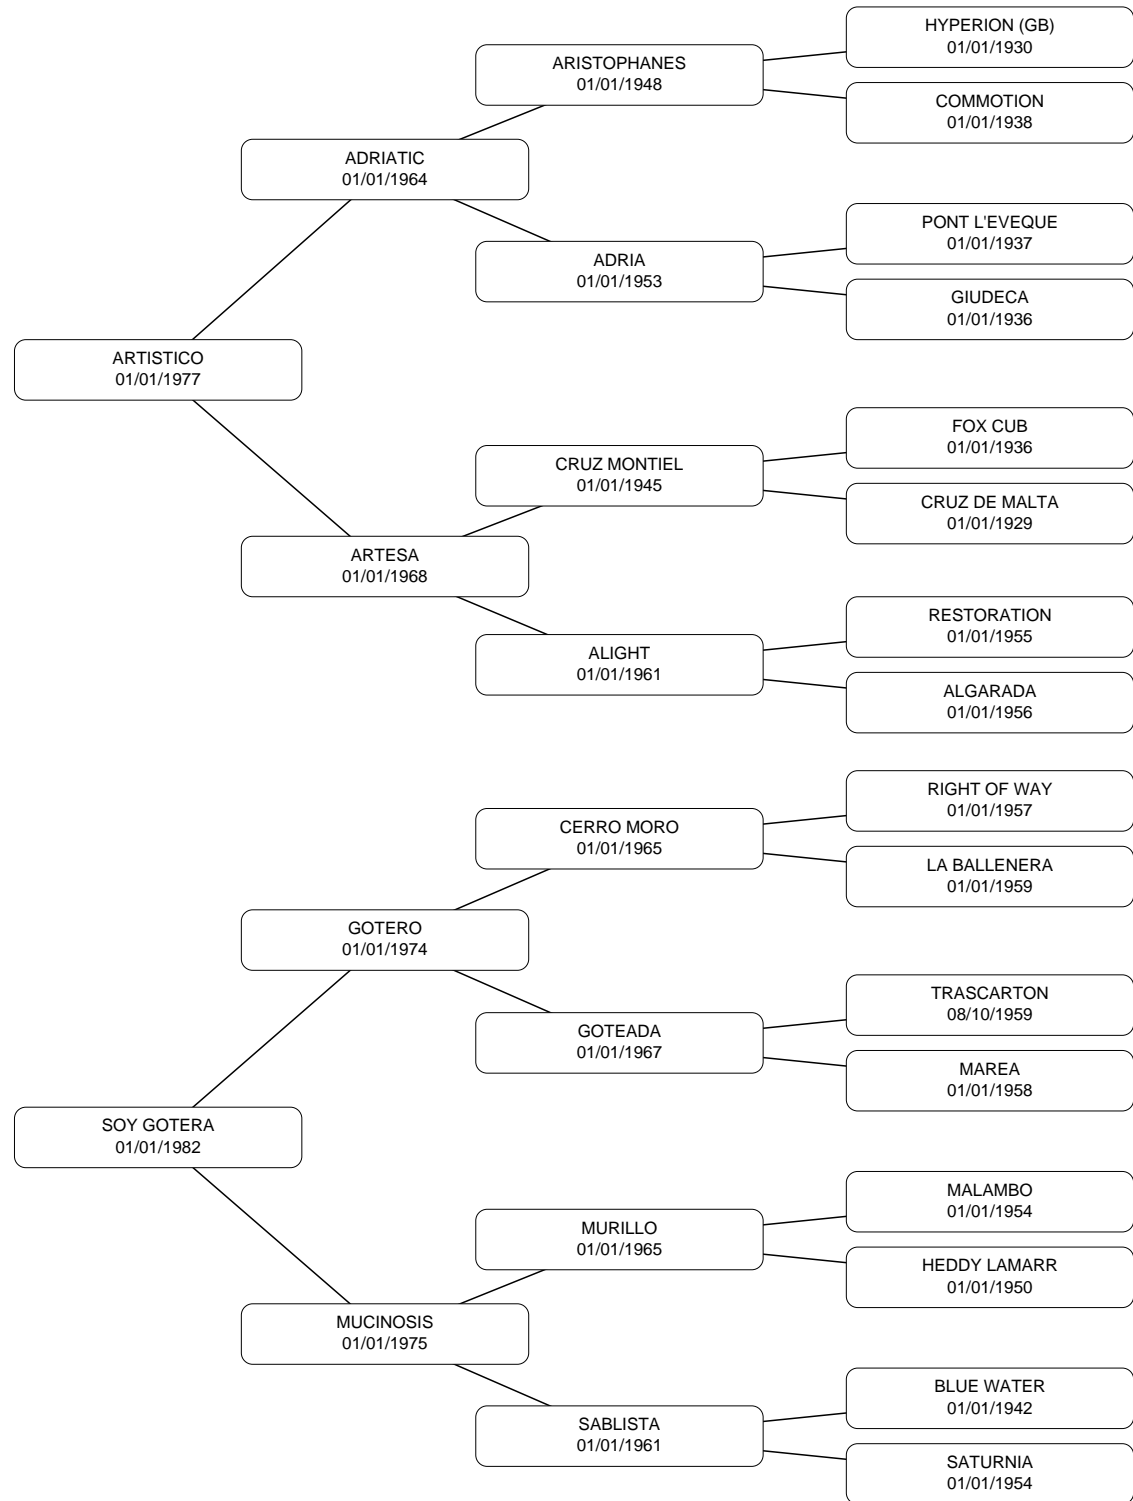 HYPERION (GB)
01/01/1930
ARISTOPHANES
01/01/1948
COMMOTION
01/01/1938
ADRIATIC
01/01/1964
PONT L'EVEQUE
01/01/1937
ADRIA
01/01/1953
GIUDECA
01/01/1936
ARTISTICO
01/01/1977
FOX CUB
01/01/1936
CRUZ MONTIEL
01/01/1945
CRUZ DE MALTA
01/01/1929
ARTESA
01/01/1968
RESTORATION
01/01/1955
ALIGHT
01/01/1961
ALGARADA
01/01/1956
RIGHT OF WAY
01/01/1957
CERRO MORO
01/01/1965
LA BALLENERA
01/01/1959
GOTERO
01/01/1974
TRASCARTON
08/10/1959
GOTEADA
01/01/1967
MAREA
01/01/1958
SOY GOTERA
01/01/1982
MALAMBO
01/01/1954
MURILLO
01/01/1965
HEDDY LAMARR
01/01/1950
MUCINOSIS
01/01/1975
BLUE WATER
01/01/1942
SABLISTA
01/01/1961
SATURNIA
01/01/1954